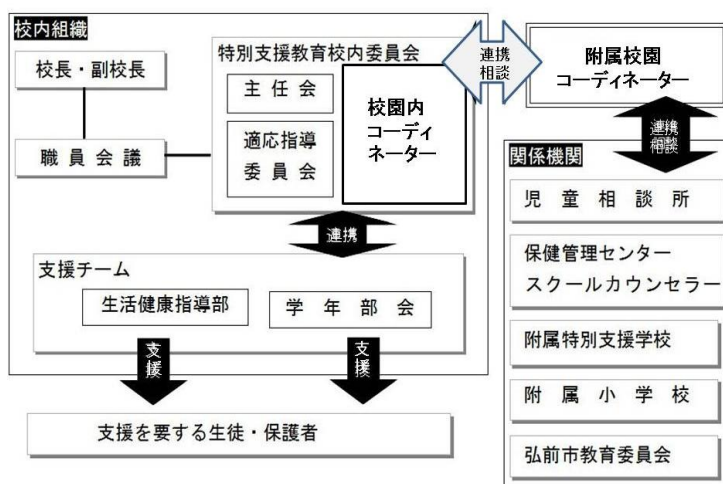 校内組織
校長・副校長
職員会議
特別支援教育校内委員会
主任会
適応指導
委員会
校園内
コーディ
ネーター
連携
相談
附属校園
コーディネーター
連携
相談
関係機関
児童相談所
保健管理センター
スクールカウンセラー
附属特別支援学校
附属小学校
弘前市教育委員会
連携
支援チーム
生活健康指導部
学年部会
支援
支援
支援を要する生徒・保護者